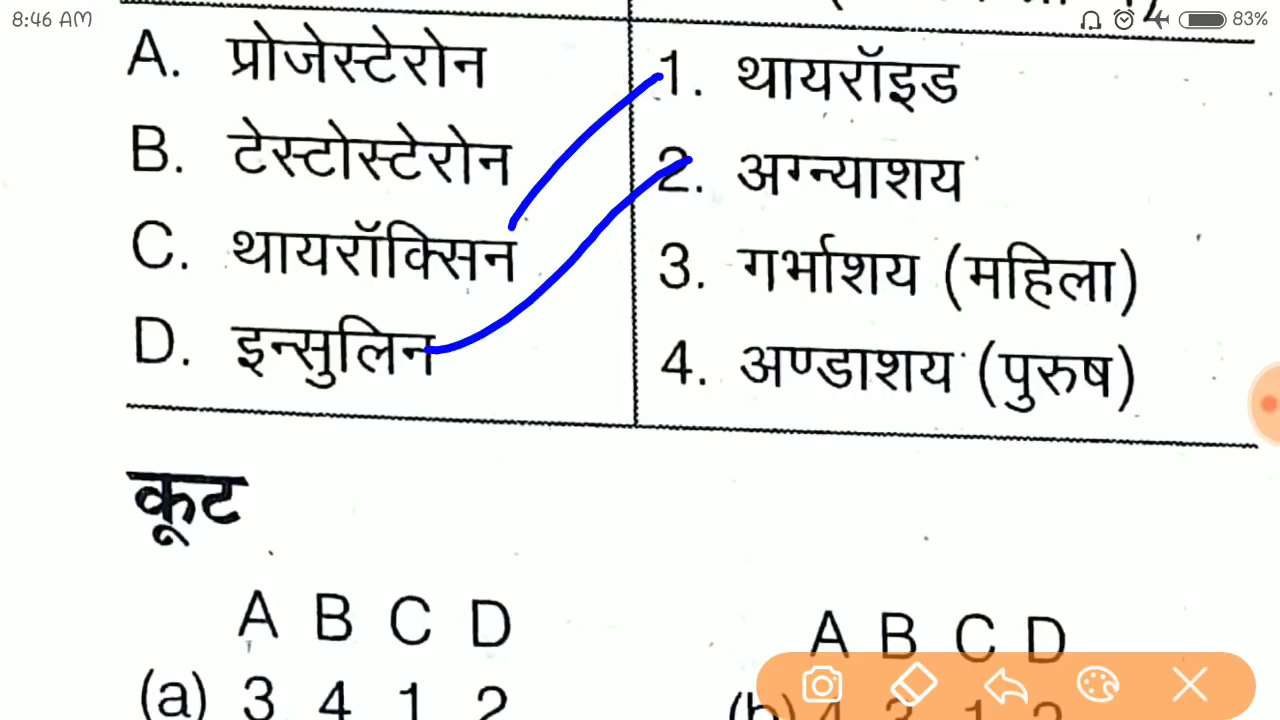 8:46 AM
83%
A. प्रोजेस्टेरोन
1. थायरॉइड
B. टेस्टोस्टेरोन
2. अग्न्याशय
C. थायरॉक्सिन
3. गर्भाशय (महिला)
D. इन्सुलिन
4. अण्डाशय (पुरुष)
कूट
A B C D
A B C D
(a) 3 4 1 2
(b)